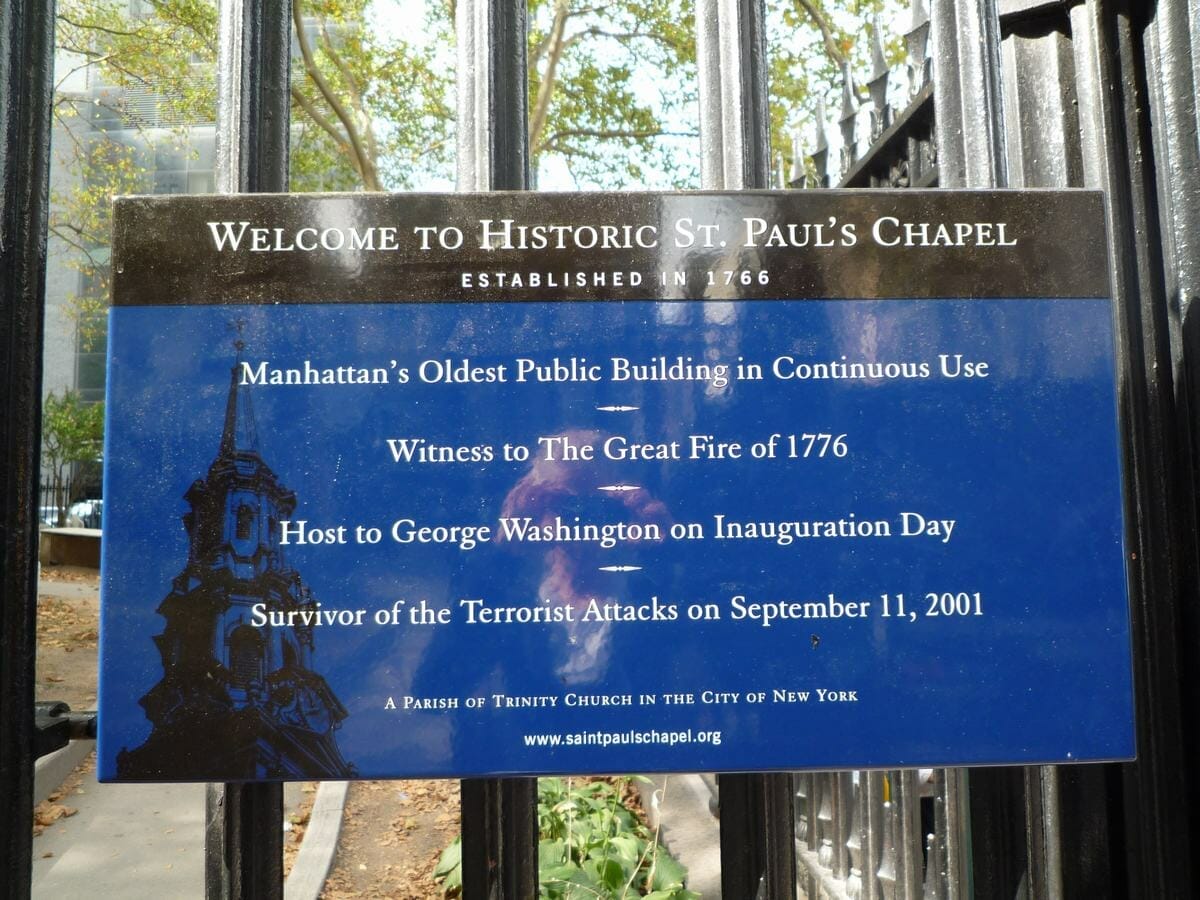 Welcome to Historic St. Paul's Chapel
ESTABLISHED IN 1766
Manhattan's Oldest Public Building in Continuous Use
Witness to The Great Fire of 1776
Host to George Washington on Inauguration Day
Survivor of the Terrorist Attacks on September 11, 2001
A Parish of Trinity Church in the City of New York
www.saintpaulschapel.org